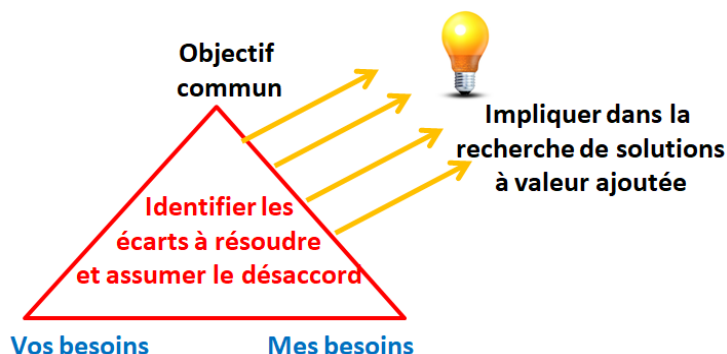 Objectif
commun
Impliquer dans la
recherche de solutions
à valeur ajoutée
Identifier les
écarts à résoudre
et assumer le désaccord
Vos besoins
Mes besoins